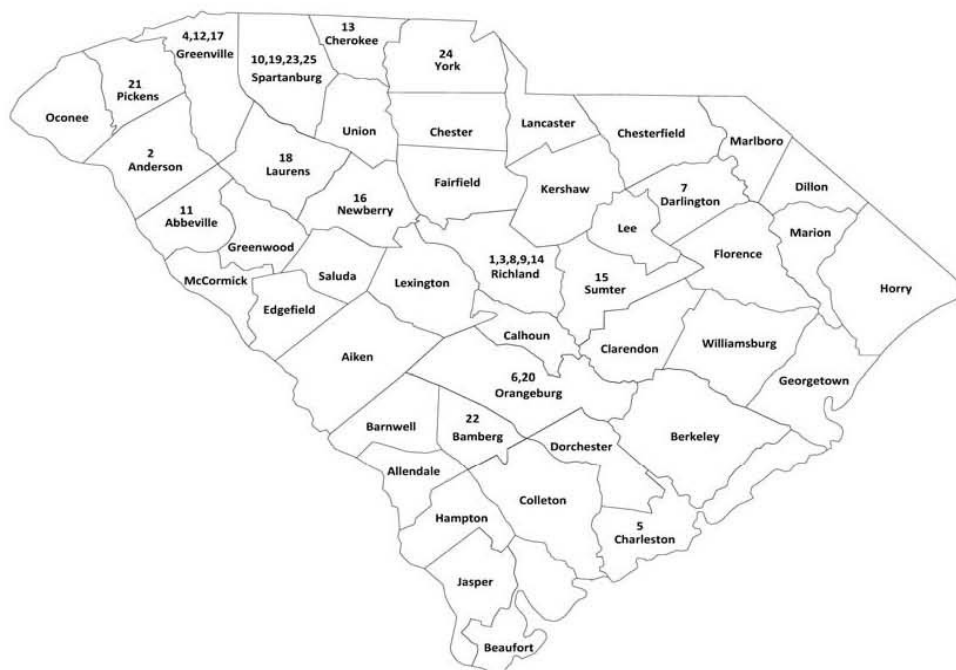 4,12,17
Greenville
10,19,23,25
Spartanburg
13
Cherokee
24
York
21
Pickens
Oconee
Union
Chester
Lancaster
Chesterfield
Marlboro
2
Anderson
18
Laurens
Fairfield
Kershaw
7
Darlington
Dillon
16
Newberry
11
Abbeville
Greenwood
Lee
Marion
Florence
1,3,8,9,14
Richland
McCormick
Saluda
Lexington
15
Sumter
Horry
Edgefield
Calhoun
Clarendon
Williamsburg
Aiken
6,20
Orangeburg
Georgetown
Barnwell
22
Bamberg
Dorchester
Berkeley
Allendale
Colleton
Hampton
5
Charleston
Jasper
Beaufort